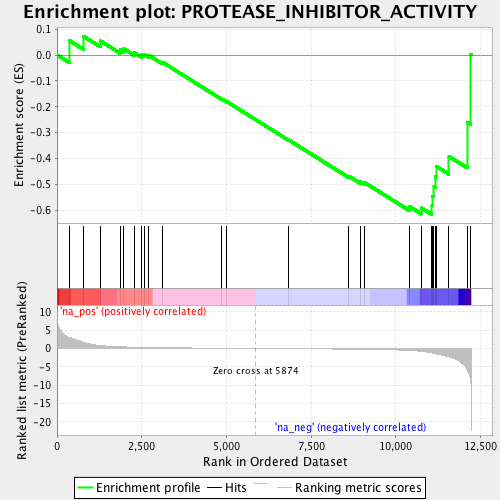 Enrichment plot: PROTEASE_INHIBITOR_ACTIVITY
Enrichment score (ES)
0.1
0.0
-0.1
-0.2
-0.3
-0.4
-0.5
-0.6
'na_pos' (positively correlated)
Ranked list metric (PreRanked)
10
5
0
-5
-10
-15
-20
Zero cross at 5874
'na_neg' (negatively correlated)
0
2,500
5,000
7,500
10,000
12,500
Rank in Ordered Dataset
Enrichment profile
Hits
Ranking metric scores